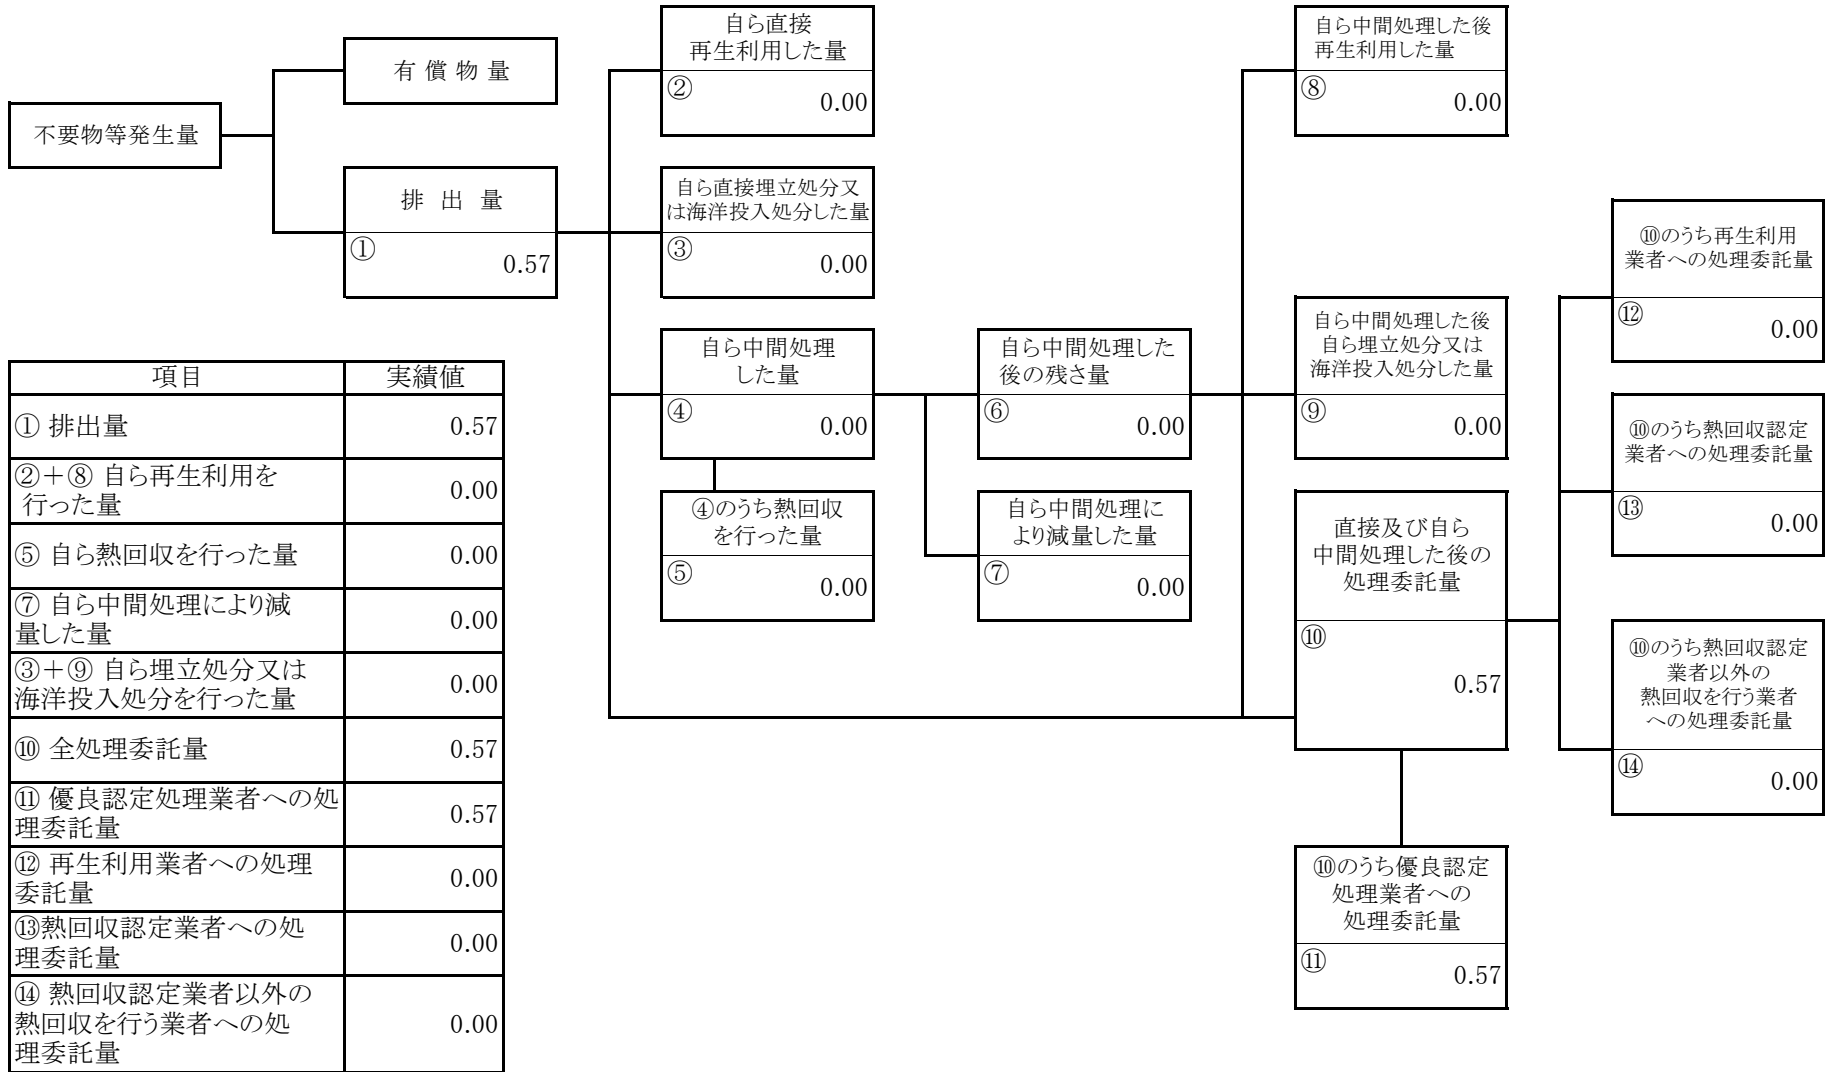 不要物等発生量
有 償 物 量
排 出 量
①
0.57
自ら直接
再生利用した量
②
0.00
自ら直接埋立処分又
は海洋投入処分した量
③
0.00
自ら中間処理
した量
④
0.00
④のうち熱回収
を行った量
⑤
0.00
自ら中間処理した
後の残さ量
⑥
0.00
自ら中間処理に
より減量した量
⑦
0.00
自ら中間処理した後
再生利用した量
⑧
0.00
自ら中間処理した後
自ら埋立処分又は
海洋投入処分した量
⑨
0.00
直接及び自ら
中間処理した後の
処理委託量
⑩
0.57
⑩のうち優良認定
処理業者への
処理委託量
⑪
0.57
⑩のうち再生利用
業者への処理委託量
⑫
0.00
⑩のうち熱回収認定
業者への処理委託量
⑬
0.00
⑩のうち熱回収認定
業者以外の
熱回収を行う業者
への処理委託量
⑭
0.00
項目 実績値
① 排出量 0.57
②＋⑧ 自ら再生利用を
行った量 0.00
⑤ 自ら熱回収を行った量 0.00
⑦ 自ら中間処理により減
量した量 0.00
③＋⑨ 自ら埋立処分又は
海洋投入処分を行った量 0.00
⑩ 全処理委託量 0.57
⑪ 優良認定処理業者への処
理委託量 0.57
⑫ 再生利用業者への処理
委託量 0.00
⑬熱回収認定業者への処
理委託量 0.00
⑭ 熱回収認定業者以外の
熱回収を行う業者への処
理委託量 0.00